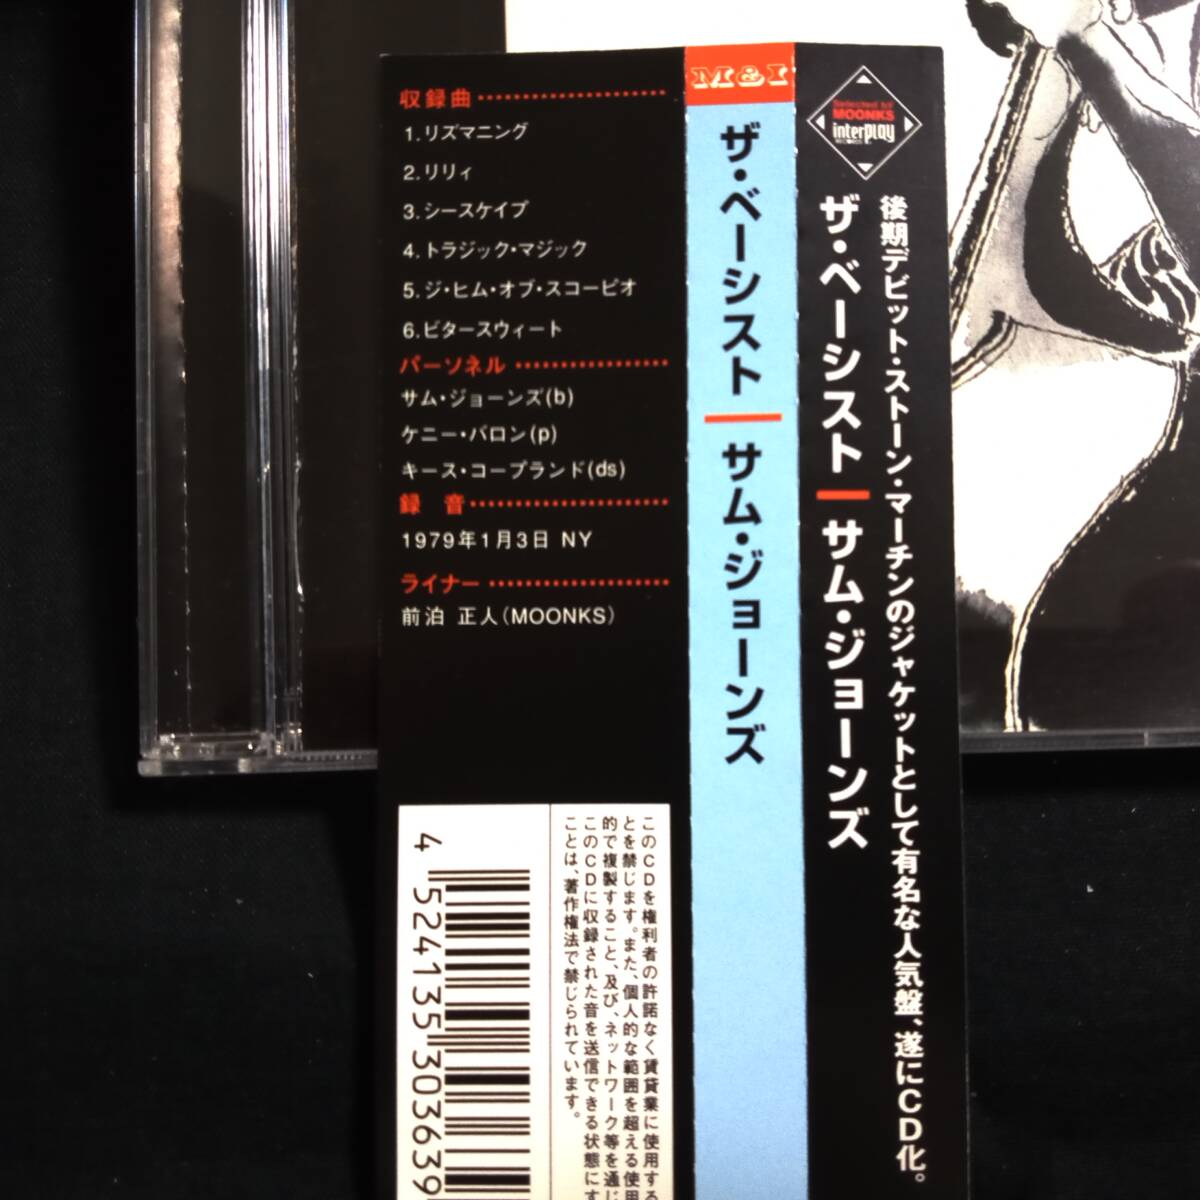 収録曲
1.リズマニング
2.リリィ
3.シースケイプ
4.トラジック・マジック
5.ジ・ヒム・オブ・スコーピオ
6.ビタースウィート
パーソネル
サム・ジョーンズ(b)
ケニー・バロン(p)
キース・コープランド(ds)
録 音
1979年1月3日 NY
ライナー
前泊 正人(MOONKS)
M&I
ザ・ベーシスト サム・ジョーンズ
Selected by
MOONKS
interplay
RECORDS
後期デビット・ストーン・マーチンのジャケットとして有名な人気盤、遂にCD化。
ザ・ベーシスト サム・ジョーンズ
このCDを権利者の許諾なく賃貸業に使用する
とを禁じます。また、個人的な範囲を超える使用
的で複製すること、及び、ネットワーク等を通じ
このCDに収録された音を送信できる状態にす
ことは、著作権法で禁じられています。
4 524135 303639